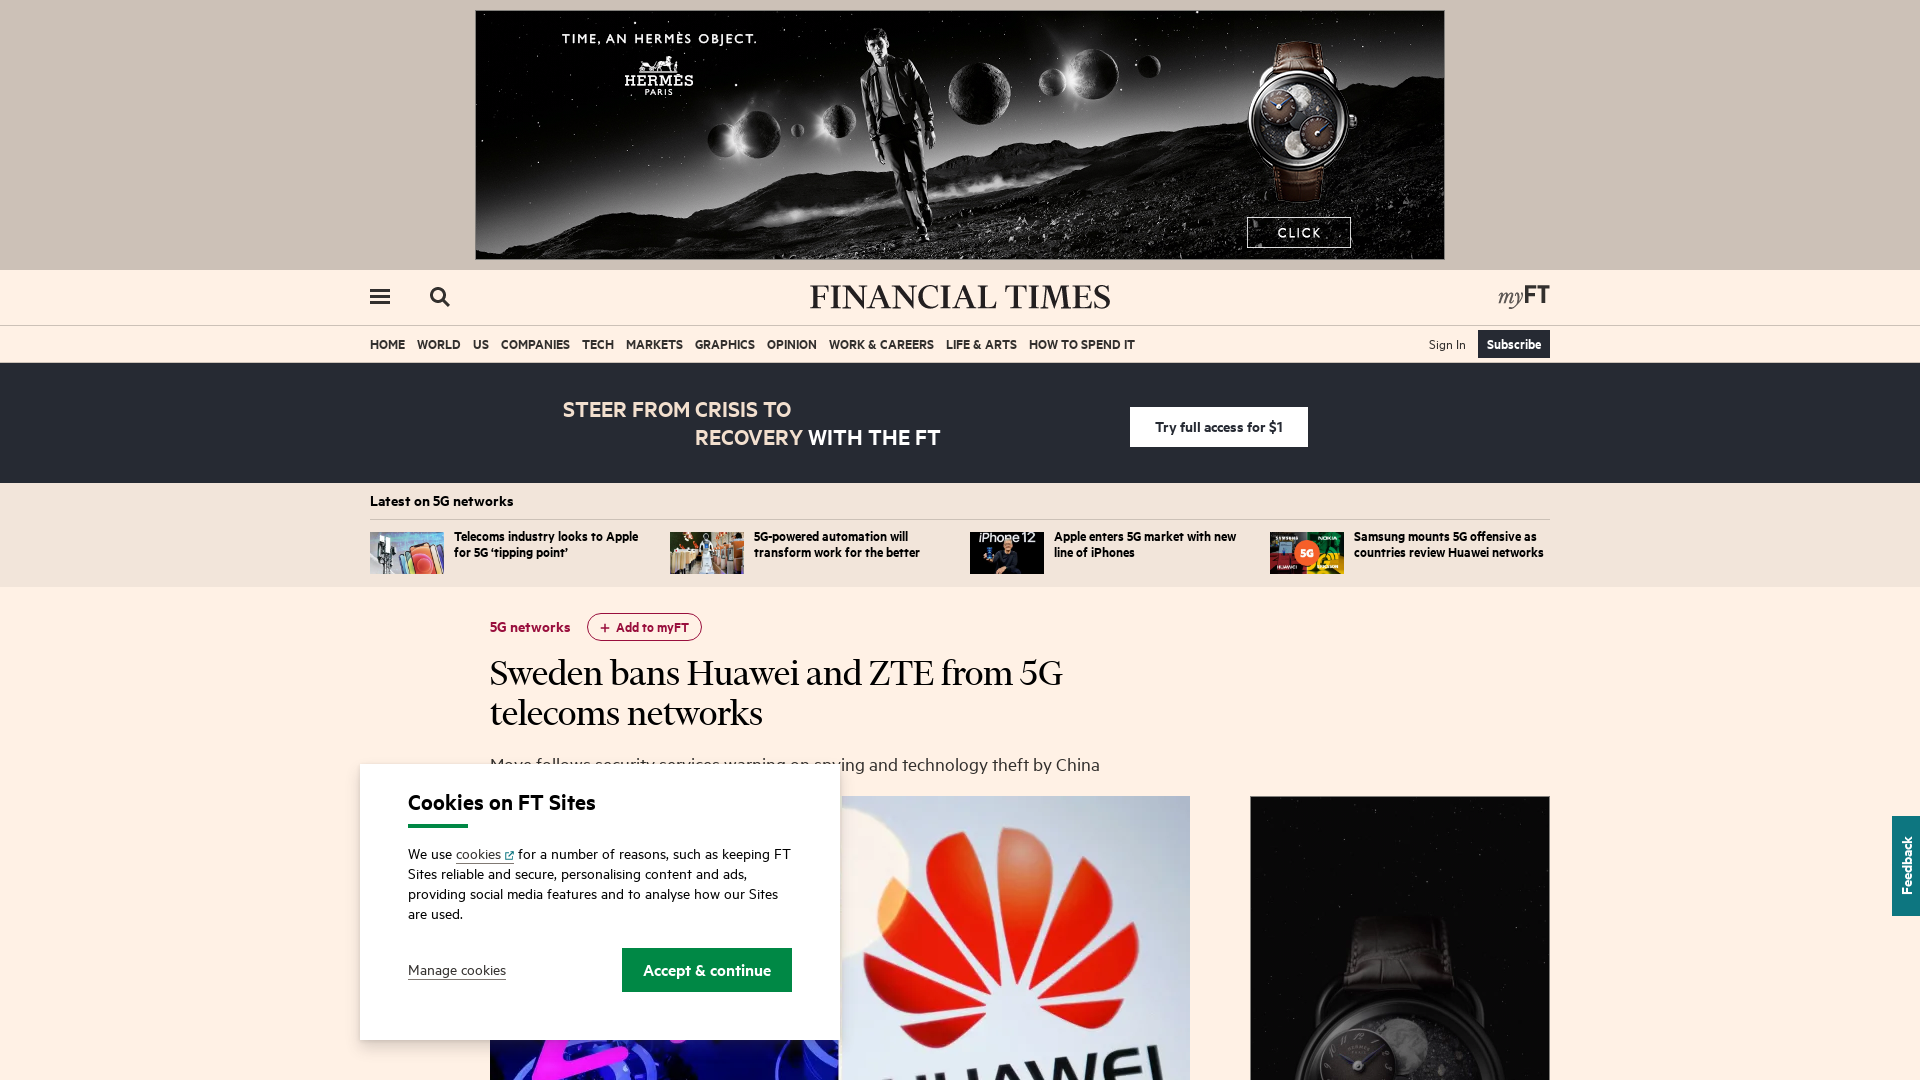 TIME, AN HERMÈS OBJECT.
HERMÈS
PARIS
CLICK
FINANCIAL TIMES
myFT
HOME WORLD US COMPANIES TECH MARKETS GRAPHICS OPINION WORK & CAREERS LIFE & ARTS HOW TO SPEND IT
Sign In Subscribe
STEER FROM CRISIS TO
RECOVERY WITH THE FT
Try full access for $1
Latest on 5G networks
Telecoms industry looks to Apple
for 5G ‘tipping point’
5G-powered automation will
transform work for the better
iPhone 12
Apple enters 5G market with new
line of iPhones
SAMSUNG NOKIA
5G
HUAWEI
Samsung mounts 5G offensive as
countries review Huawei networks
5G networks
+ Add to myFT
Sweden bans Huawei and ZTE from 5G
telecoms networks
Move follows security services warning on spying and technology theft by China
Cookies on FT Sites
We use cookies for a number of reasons, such as keeping FT
Sites reliable and secure, personalising content and ads,
providing social media features and to analyse how our Sites
are used.
Manage cookies
Accept & continue
HUAWEI
Feedback